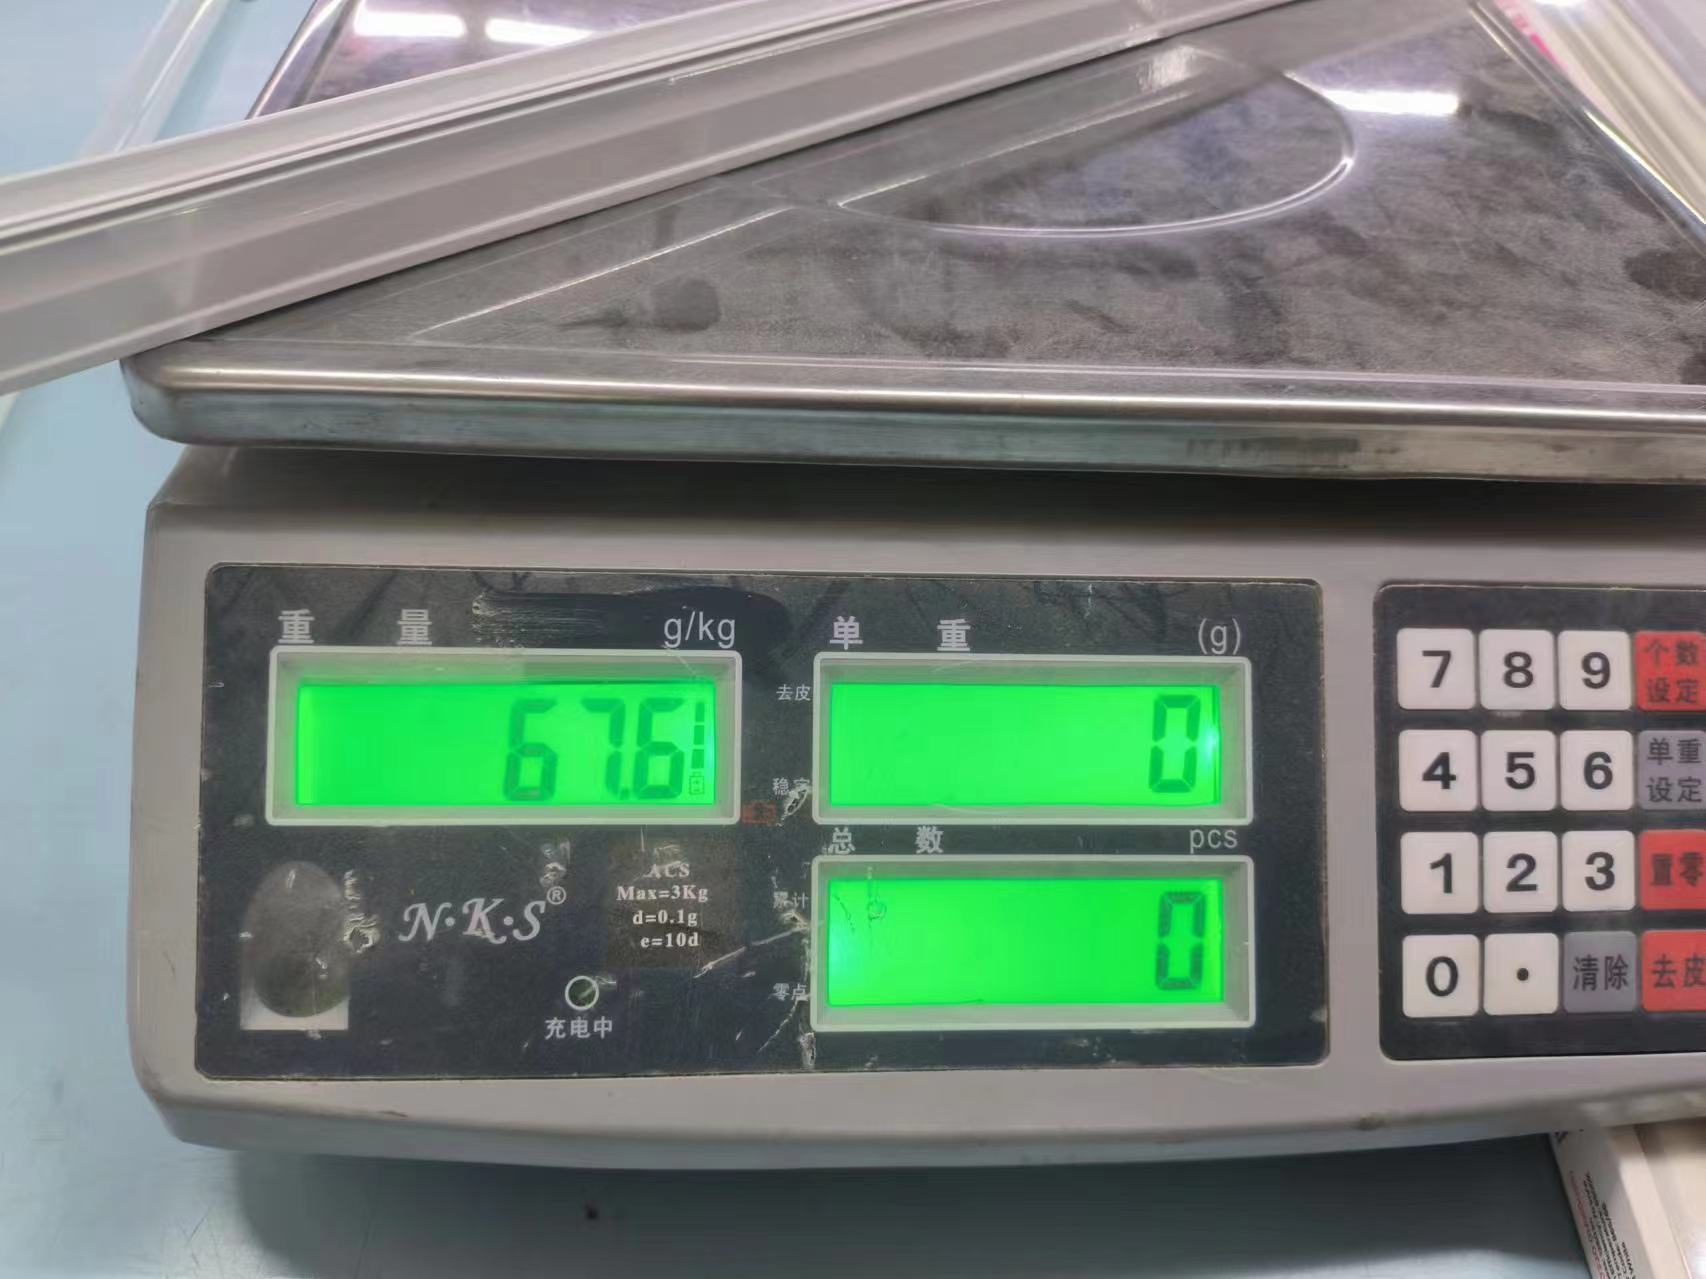 重量 g/kg
67.6
单重 (g)
去皮
稳定
0
总数 pcs
累计
零点
0
N·K·S®
ACS
Max=3Kg
d=0.1g
e=10d
充电中
7 8 9 个数设定
4 5 6 单重设定
1 2 3 置零
0 · 清除 去皮